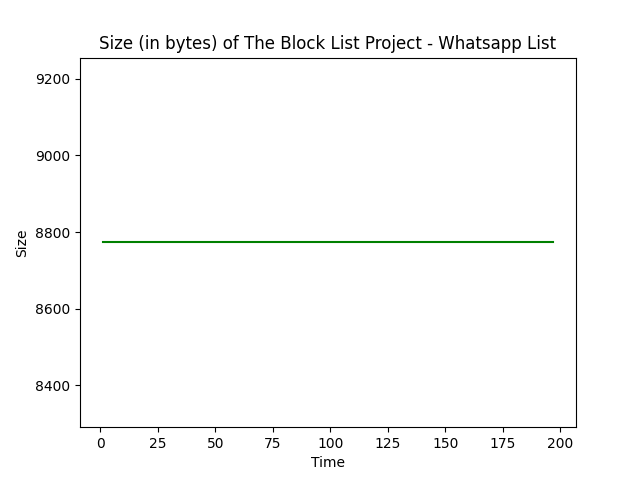 Size (in bytes) of The Block List Project - Whatsapp List
9200
9000
8800
8600
8400
Size
0 25 50 75 100 125 150 175 200
Time